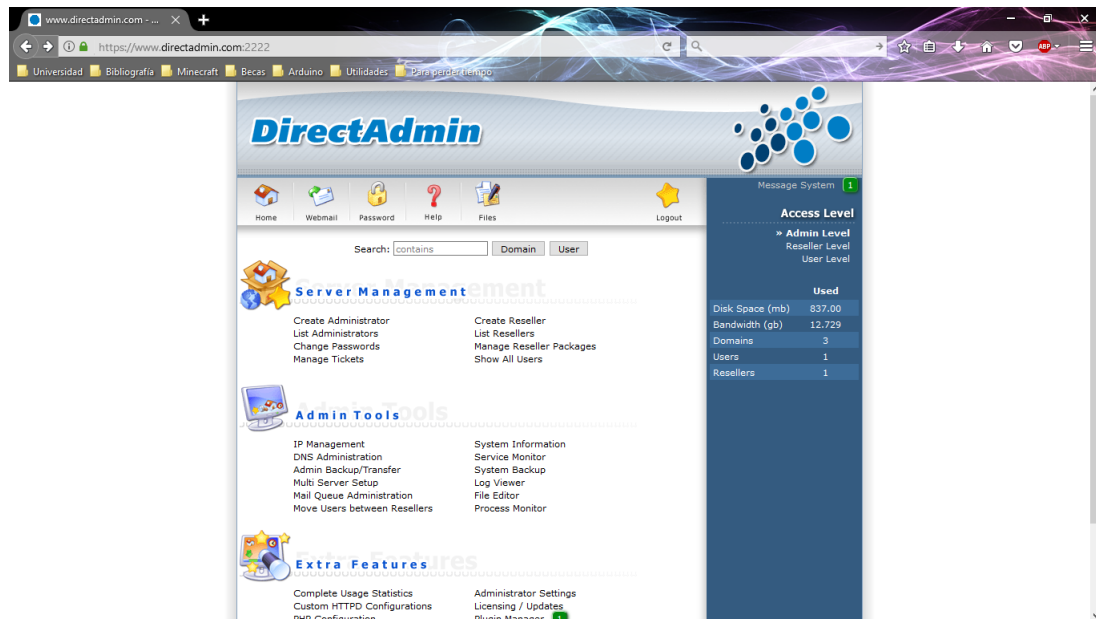 www.directadmin.com - ...
https://www.directadmin.com:2222
Universidad Bibliografía Minecraft Becas Arduino Utilidades Para perder tiempo
ABP
DirectAdmin
Message System 1
Home Webmail Password Help Files Logout
Access Level
» Admin Level
Reseller Level
User Level
Search: contains Domain User
Server Management
Create Administrator Create Reseller
List Administrators List Resellers
Change Passwords Manage Reseller Packages
Manage Tickets Show All Users
Used
Disk Space (mb) 837.00
Bandwidth (gb) 12.729
Domains 3
Users 1
Resellers 1
Admin Tools
IP Management System Information
DNS Administration Service Monitor
Admin Backup/Transfer System Backup
Multi Server Setup Log Viewer
Mail Queue Administration File Editor
Move Users between Resellers Process Monitor
Extra Features
Complete Usage Statistics Administrator Settings
Custom HTTPD Configurations Licensing / Updates
PHP Configuration Plugin Manager 1